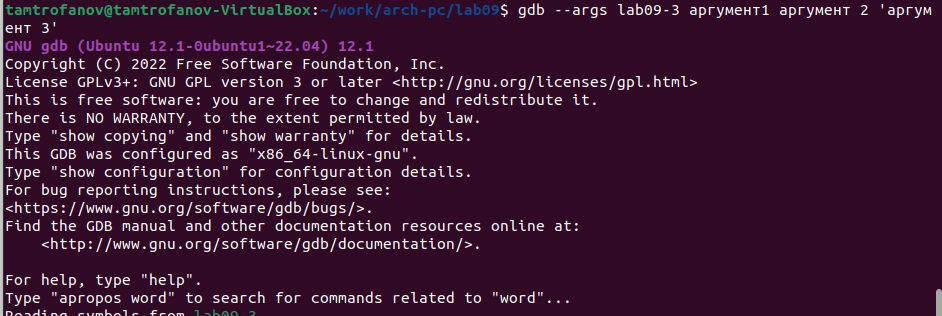 tamtrofanov@tamtrofanov-VirtualBox:~/work/arch-pc/lab09$ gdb --args lab09-3 аргумент1 аргумент 2 'аргум
ент 3'
GNU gdb (Ubuntu 12.1-0ubuntu1~22.04) 12.1
Copyright (C) 2022 Free Software Foundation, Inc.
License GPLv3+: GNU GPL version 3 or later <http://gnu.org/licenses/gpl.html>
This is free software: you are free to change and redistribute it.
There is NO WARRANTY, to the extent permitted by law.
Type "show copying" and "show warranty" for details.
This GDB was configured as "x86_64-linux-gnu".
Type "show configuration" for configuration details.
For bug reporting instructions, please see:
<https://www.gnu.org/software/gdb/bugs/>.
Find the GDB manual and other documentation resources online at:
    <http://www.gnu.org/software/gdb/documentation/>.

For help, type "help".
Type "apropos word" to search for commands related to "word"...
Reading symbols from lab09-3